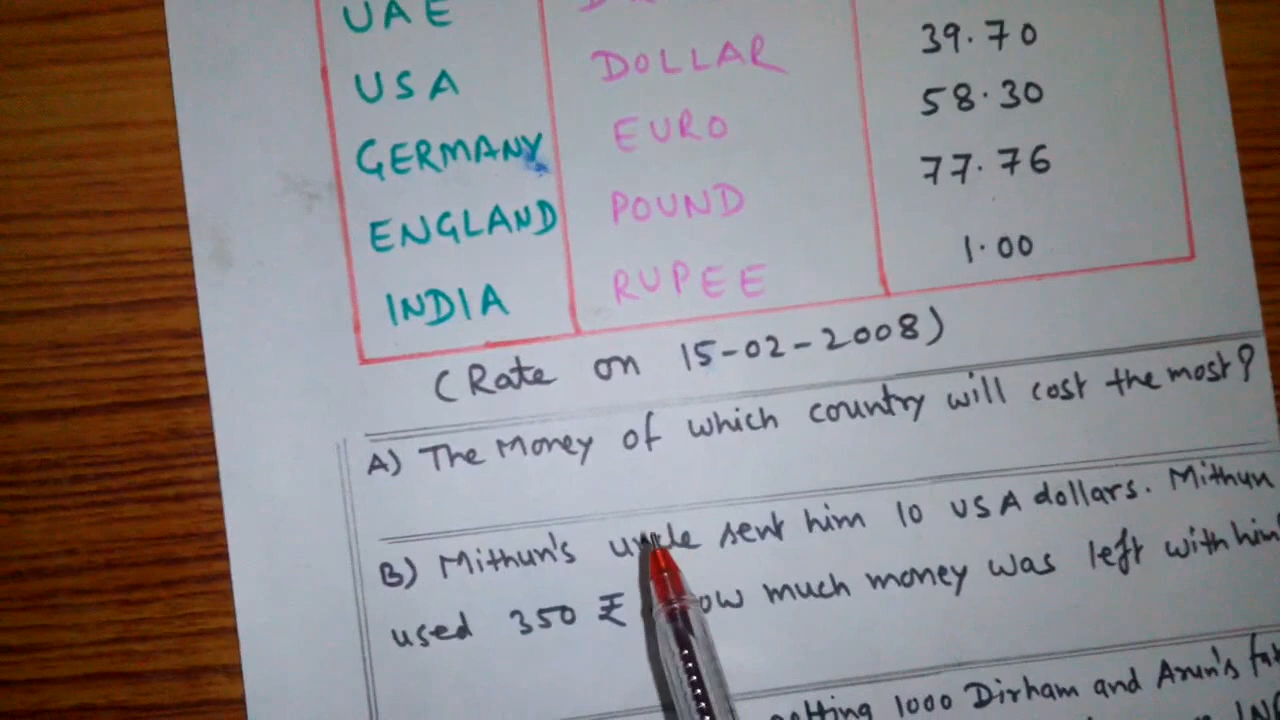 UAE
USA DOLLAR 39.70
GERMANY EURO 58.30
ENGLAND POUND 77.76
INDIA RUPEE 1.00
(Rate on 15-02-2008)
A) The Money of which country will cost the most?
B) Mithun's uncle sent him 10 USA dollars. Mithun
used 350 ₹ how much money was left with him
getting 1000 Dirham and Arun's